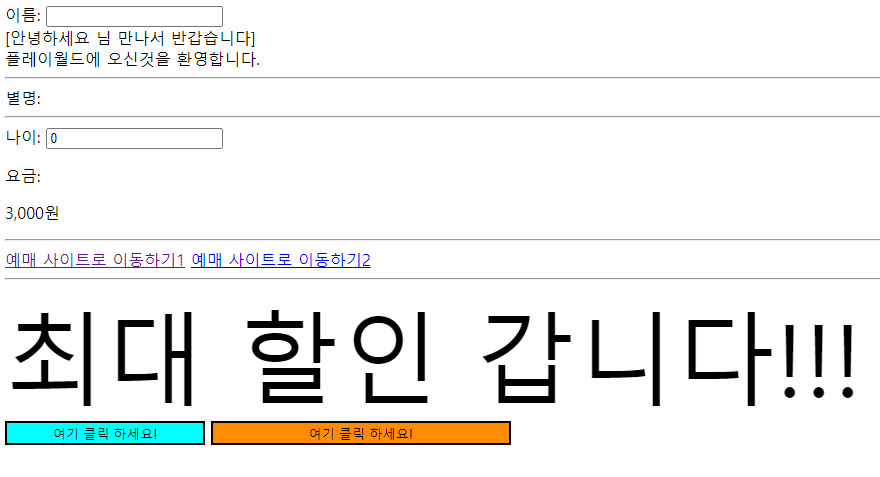 이름:
[안녕하세요 님 만나서 반갑습니다]
플레이월드에 오신것을 환영합니다.
별명:
나이: 0
요금:
3,000원
예매 사이트로 이동하기1 예매 사이트로 이동하기2
최대 할인 갑니다!!!
여기 클릭 하세요! 여기 클릭 하세요!